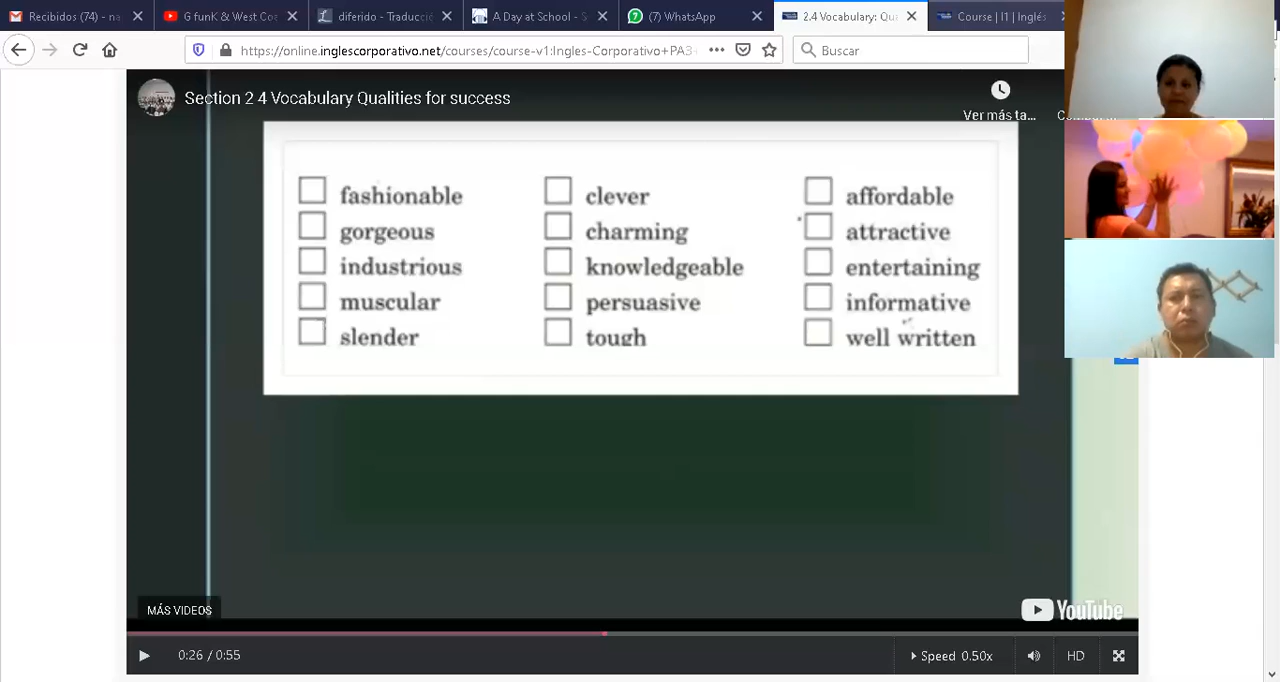 Recibidos (74) - na
G funK & West Coa
diferido - Traducci
A Day at School - S
(7) WhatsApp
2.4 Vocabulary: Qua
Course | I1 | Inglés
https://online.inglescorporativo.net/courses/course-v1:Ingles-Corporativo+PA3
Buscar
Section 2 4 Vocabulary Qualities for success
Ver más ta...
fashionable clever affordable
gorgeous charming attractive
industrious knowledgeable entertaining
muscular persuasive informative
slender tough well written
MÁS VIDEOS
YouTube
0:26 / 0:55
Speed 0.50x
HD